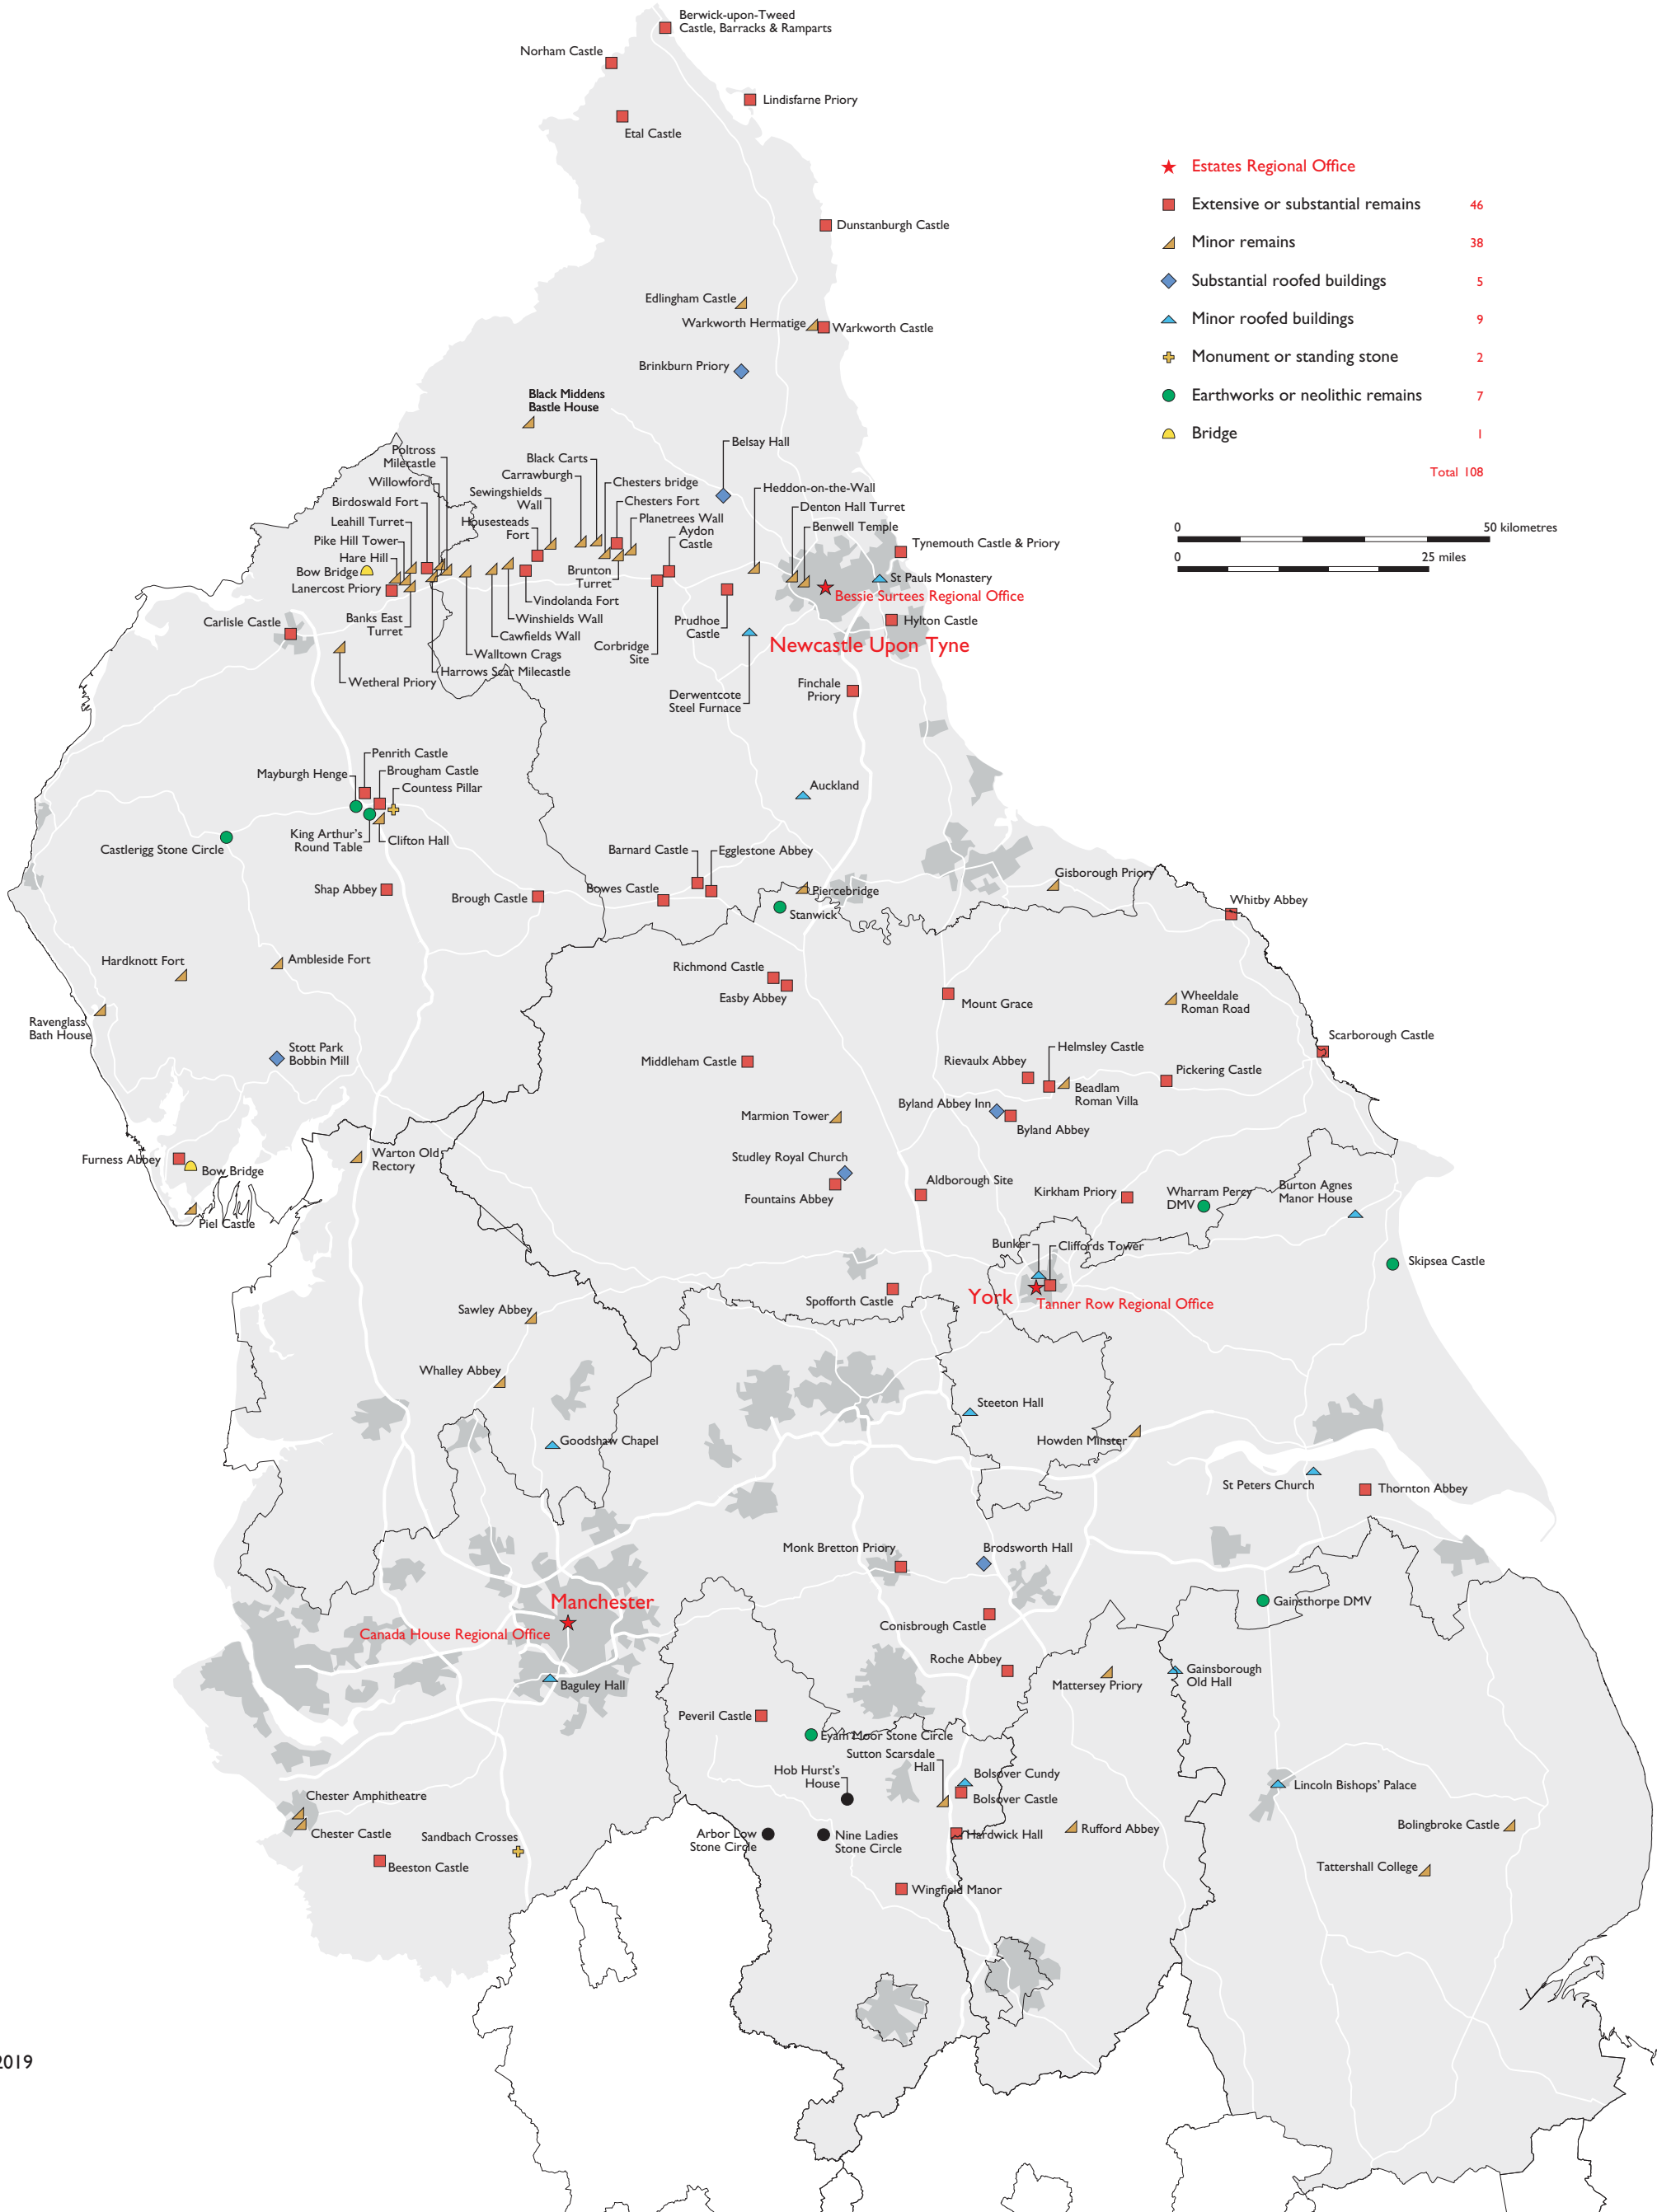 Berwick-upon-Tweed
Castle, Barracks & Ramparts
Norham Castle
Lindisfarne Priory
Etal Castle
Estates Regional Office
Extensive or substantial remains 46
Minor remains 38
Substantial roofed buildings 5
Minor roofed buildings 9
Monument or standing stone 2
Earthworks or neolithic remains 7
Bridge 1
Total 108
0 50 kilometres
0 25 miles
Dunstanburgh Castle
Edlingham Castle
Warkworth Hermatige
Warkworth Castle
Brinkburn Priory
Black Middens
Bastle House
Belsay Hall
Poltross
Milecastle
Black Carts
Willowford
Carrawburgh
Chesters bridge
Heddon-on-the-Wall
Sewingshields
Wall
Birdoswald Fort
Chesters Fort
Denton Hall Turret
Leahill Turret
Housesteads
Fort
Planetrees Wall
Benwell Temple
Aydon
Castle
Pike Hill Tower
Tynemouth Castle & Priory
Hare Hill
Bow Bridge
Brunton
Turret
St Pauls Monastery
Lanercost Priory
Bessie Surtees Regional Office
Vindolanda Fort
Carlisle Castle
Banks East
Turret
Winshields Wall
Prudhoe
Castle
Hylton Castle
Cawfields Wall
Newcastle Upon Tyne
Corbridge
Site
Walltown Crags
Harrows Scar Milecastle
Wetheral Priory
Finchale
Priory
Derwentcote
Steel Furnace
Penrith Castle
Mayburgh Henge
Brougham Castle
Countess Pillar
Auckland
King Arthur's
Round Table
Clifton Hall
Castlerigg Stone Circle
Barnard Castle
Egglestone Abbey
Shap Abbey
Brough Castle
Bowes Castle
Piercebridge
Gisborough Priory
Stanwick
Whitby Abbey
Hardknott Fort
Ambleside Fort
Richmond Castle
Easby Abbey
Mount Grace
Wheeldale
Roman Road
Ravenglass
Bath House
Stott Park
Bobbin Mill
Scarborough Castle
Middleham Castle
Rievaulx Abbey
Helmsley Castle
Pickering Castle
Beadlam
Roman Villa
Marmion Tower
Byland Abbey Inn
Byland Abbey
Furness Abbey
Bow Bridge
Warton Old
Rectory
Studley Royal Church
Fountains Abbey
Aldborough Site
Kirkham Priory
Wharram Percy
DMV
Burton Agnes
Manor House
Piel Castle
Bunker
Cliffords Tower
Skipsea Castle
Spofforth Castle
York
Tanner Row Regional Office
Sawley Abbey
Whalley Abbey
Steeton Hall
Goodshaw Chapel
Howden Minster
St Peters Church
Thornton Abbey
Monk Bretton Priory
Brodsworth Hall
Manchester
Canada House Regional Office
Gainsthorpe DMV
Conisbrough Castle
Roche Abbey
Baguley Hall
Mattersey Priory
Gainsborough
Old Hall
Peveril Castle
Eyam Moor Stone Circle
Sutton Scarsdale
Hall
Hob Hurst's
House
Bolsover Cundy
Bolsover Castle
Lincoln Bishops' Palace
Chester Amphitheatre
Chester Castle
Sandbach Crosses
Arbor Low
Stone Circle
Nine Ladies
Stone Circle
Hardwick Hall
Rufford Abbey
Bolingbroke Castle
Beeston Castle
Tattershall College
Wingfield Manor
2019